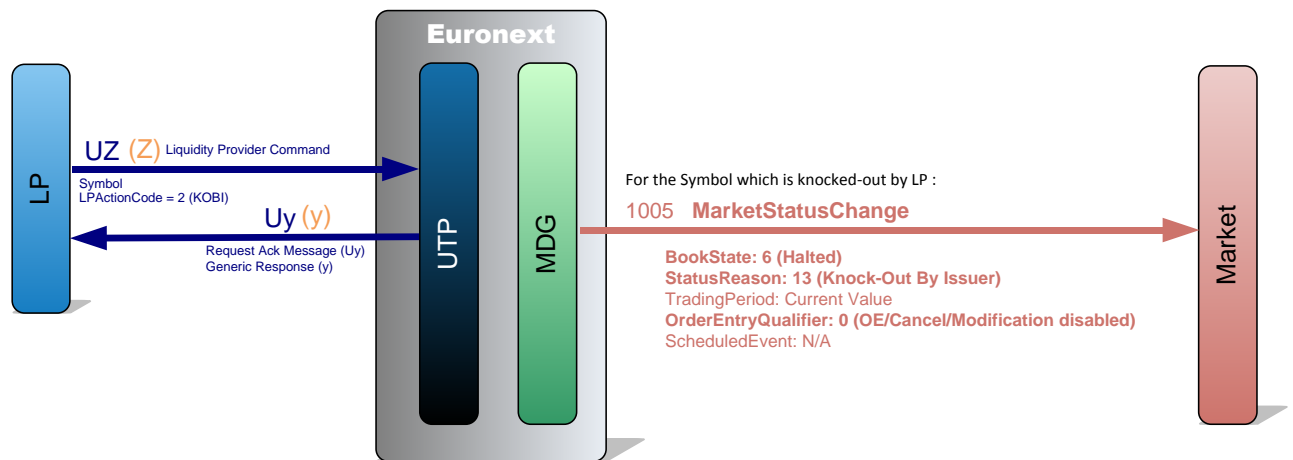 Euronext
LP
UZ (Z) Liquidity Provider Command
Symbol
LPActionCode = 2 (KOBI)
Uy (y)
Request Ack Message (Uy)
Generic Response (y)
UTP
MDG
For the Symbol which is knocked-out by LP :
1005 MarketStatusChange
BookState: 6 (Halted)
StatusReason: 13 (Knock-Out By Issuer)
TradingPeriod: Current Value
OrderEntryQualifier: 0 (OE/Cancel/Modification disabled)
ScheduledEvent: N/A
Market